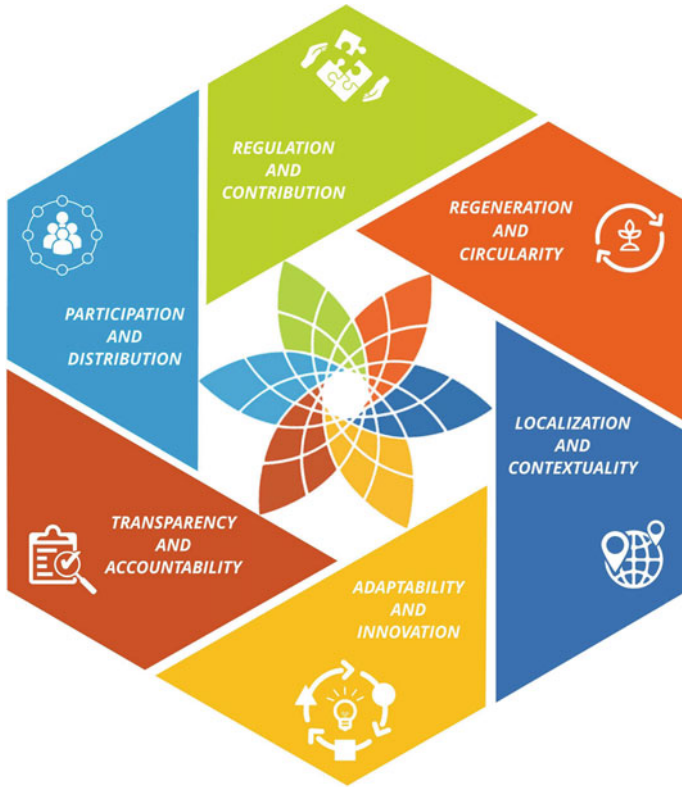 REGULATION
AND
CONTRIBUTION
REGENERATION
AND
CIRCULARITY
PARTICIPATION
AND
DISTRIBUTION
LOCALIZATION
AND
CONTEXTUALITY
TRANSPARENCY
AND
ACCOUNTABILITY
ADAPTABILITY
AND
INNOVATION